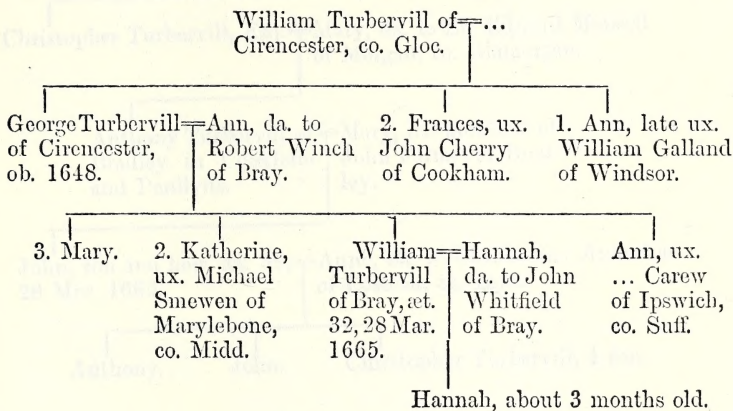 William Turbervill of=...
Cirencester, co. Gloc.
George Turbervill=Ann, da. to
of Cirencester. Robert Winch
ob. 1648. of Bray.
2. Frances, ux.
John Cherry
of Cookham.
1. Ann, late ux.
William Galland
of Windsor.
3. Mary.
2. Katherine,
ux. Michael
Smewen of
Marylebone,
co. Midd.
William=Hannah,
Turbervill da. to John
of Bray, æt. Whitfield
32, 28 Mar. of Bray.
1665.
Ann, ux.
... Carew
of Ipswich,
co. Suff.
Hannah, about 3 months old.